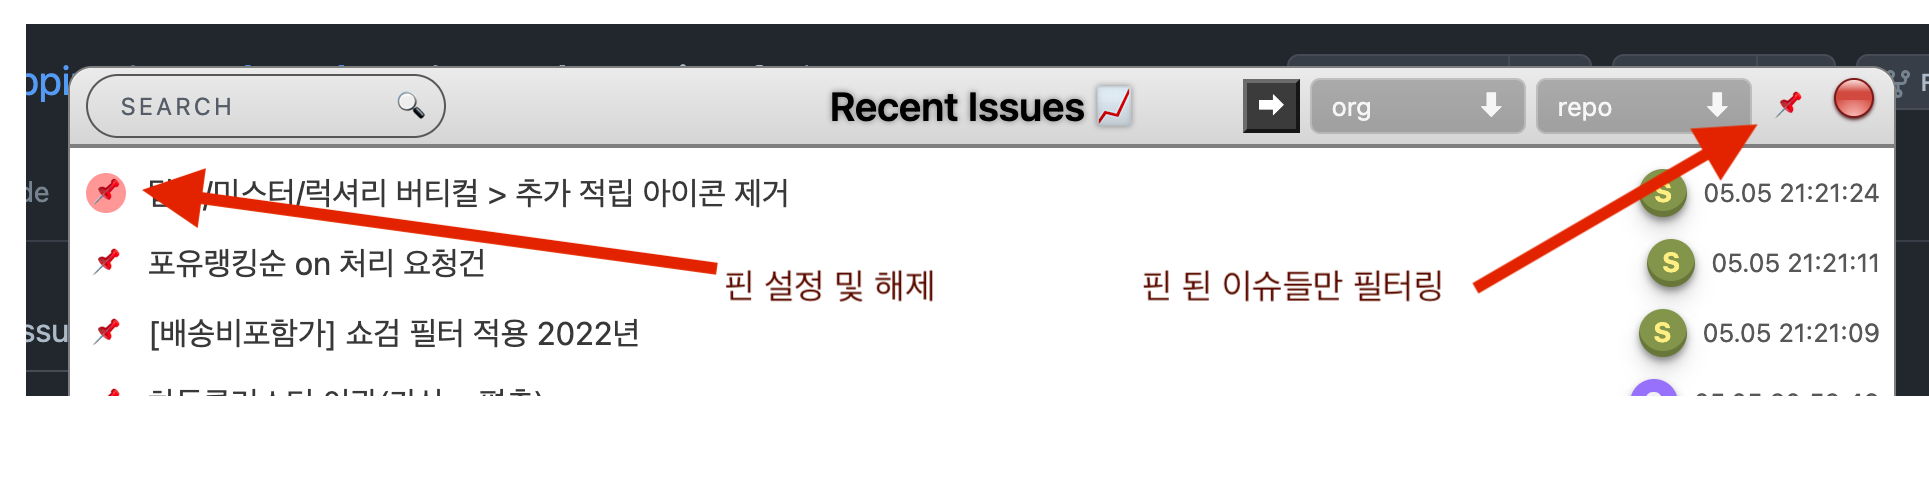 SEARCH
Recent Issues
org
repo
/미스터/럭셔리 버티컬 > 추가 적립 아이콘 제거
S
05.05 21:21:24
포유랭킹순 on 처리 요청건
S
05.05 21:21:11
핀 설정 및 해제
핀 된 이슈들만 필터링
[배송비포함가] 쇼검 필터 적용 2022년
S
05.05 21:21:09